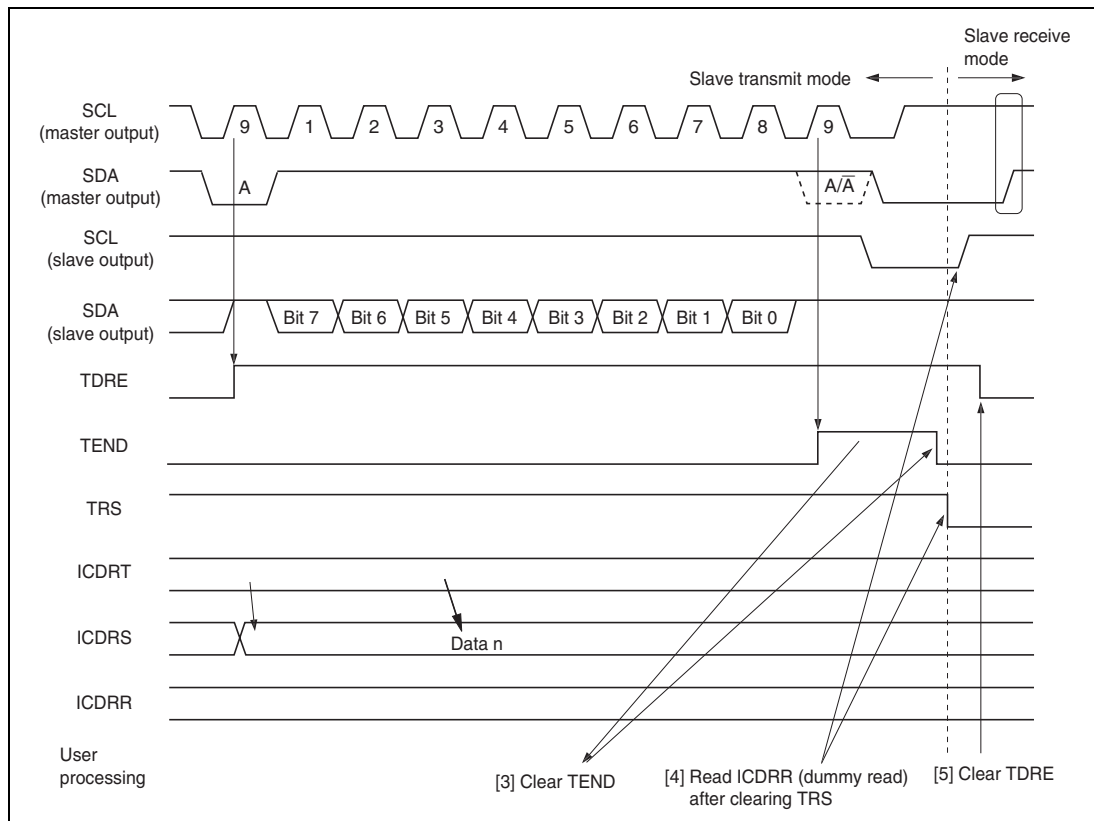 Slave receive
mode
Slave transmit mode
SCL
(master output)
9 1 2 3 4 5 6 7 8 9
SDA
(master output)
A A/A̅
SCL
(slave output)
SDA
(slave output)
Bit 7 Bit 6 Bit 5 Bit 4 Bit 3 Bit 2 Bit 1 Bit 0
TDRE
TEND
TRS
ICDRT
ICDRS
Data n
ICDRR
User
processing
[3] Clear TEND
[4] Read ICDRR (dummy read)
after clearing TRS
[5] Clear TDRE